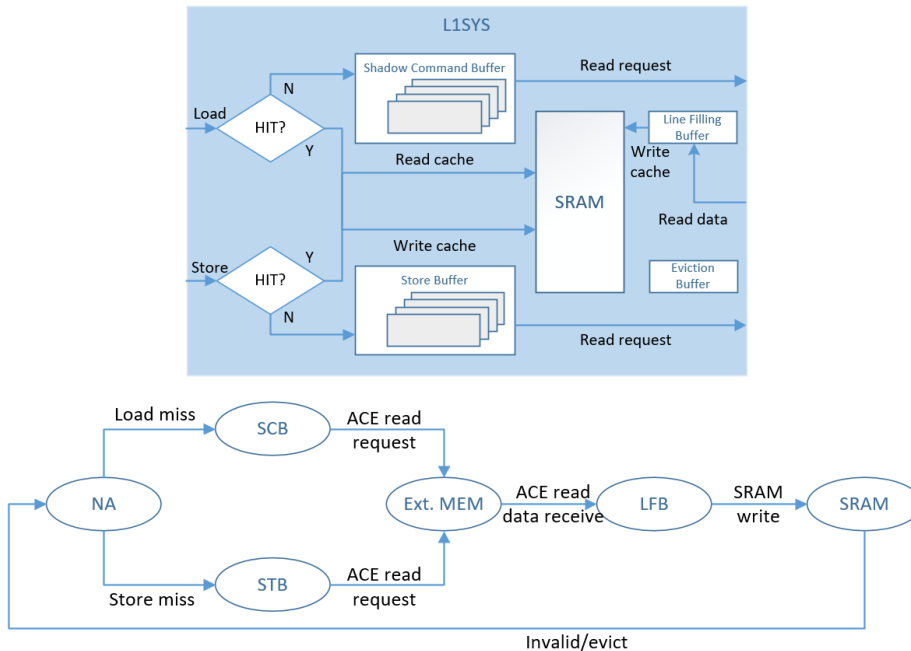 L1SYS
Shadow Command Buffer
Read request
N
Load
HIT?
Y
Line Filling
Buffer
Write
cache
Read cache
SRAM
Read data
Write cache
Y
Store
HIT?
N
Store Buffer
Eviction
Buffer
Read request
Load miss
SCB
ACE read
request
NA
Ext. MEM
ACE read
data receive
LFB
SRAM
write
SRAM
Store miss
STB
ACE read
request
Invalid/evict